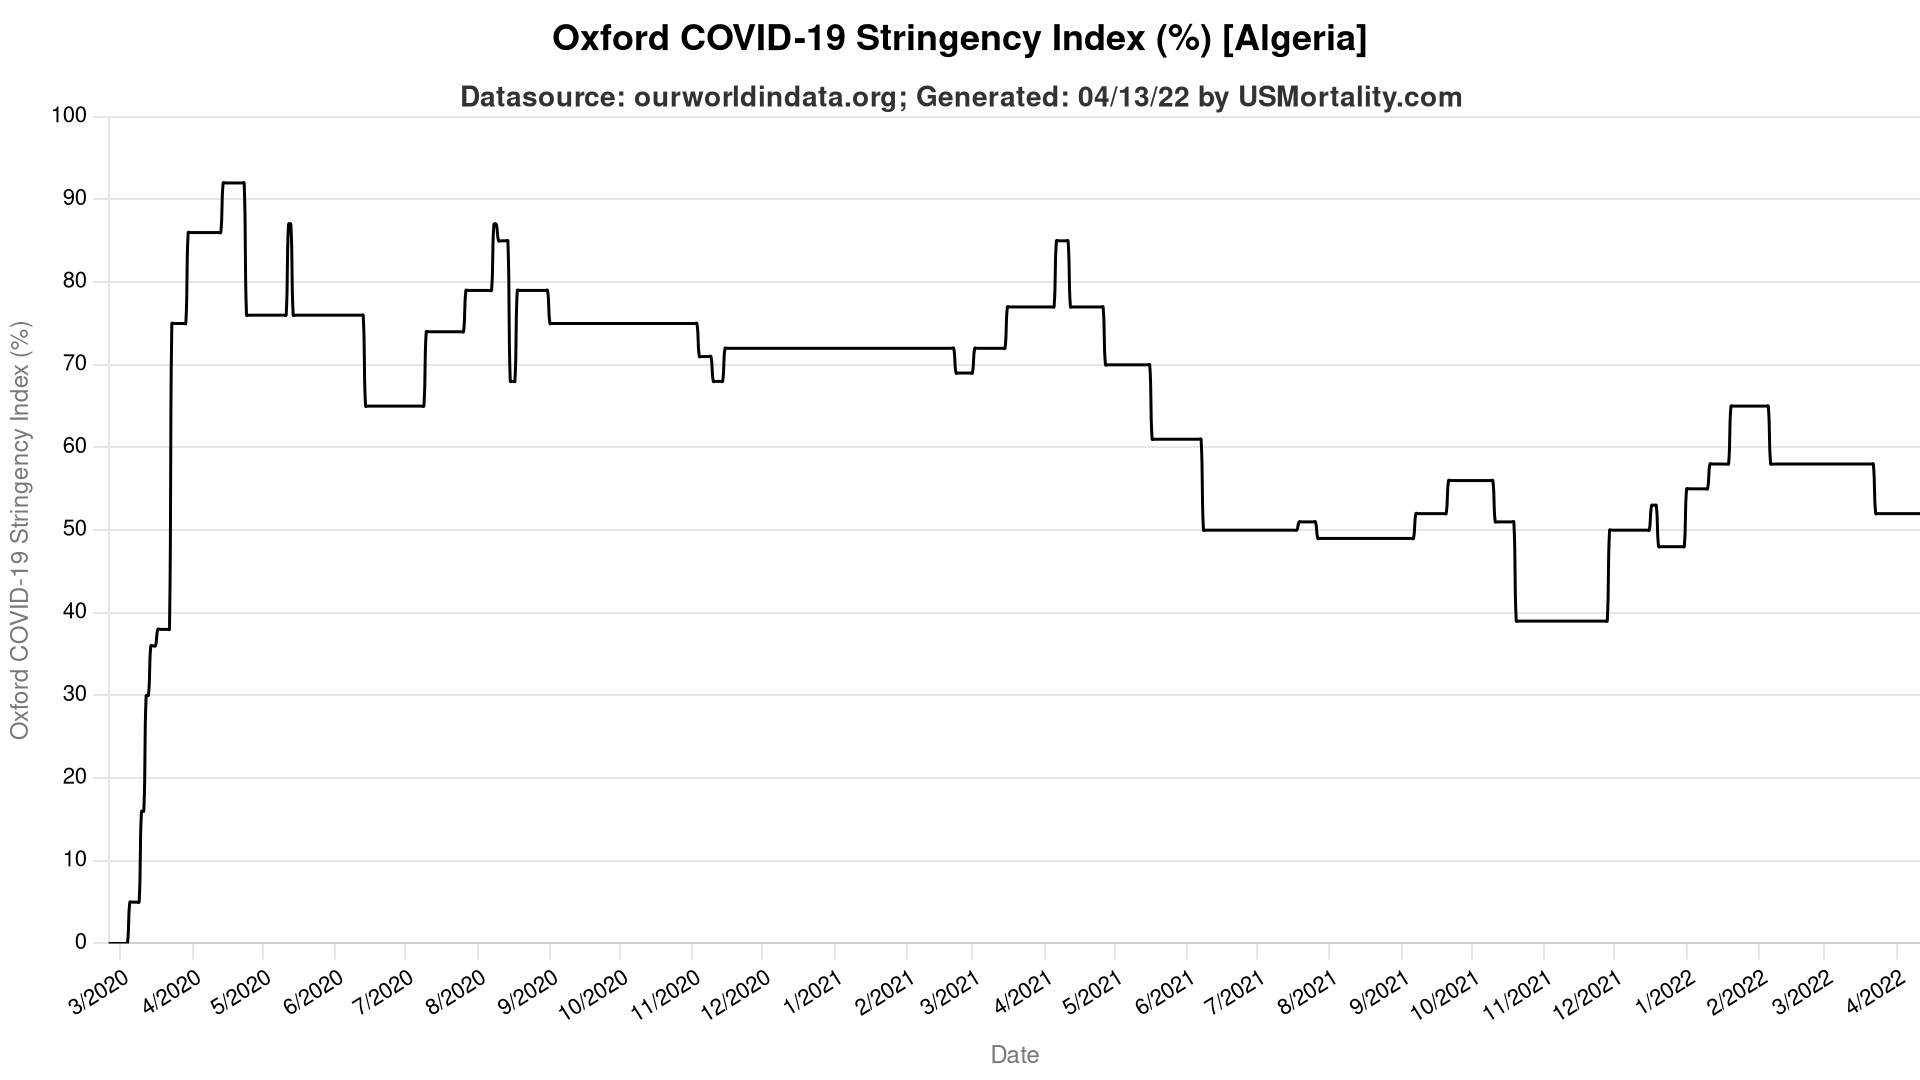 Oxford COVID-19 Stringency Index (%) [Algeria]
Datasource: ourworldindata.org; Generated: 04/13/22 by USMortality.com
Oxford COVID-19 Stringency Index (%)
100
90
80
70
60
50
40
30
20
10
0
3/2020 4/2020 5/2020 6/2020 7/2020 8/2020 9/2020 10/2020 11/2020 12/2020 1/2021 2/2021 3/2021 4/2021 5/2021 6/2021 7/2021 8/2021 9/2021 10/2021 11/2021 12/2021 1/2022 2/2022 3/2022 4/2022
Date